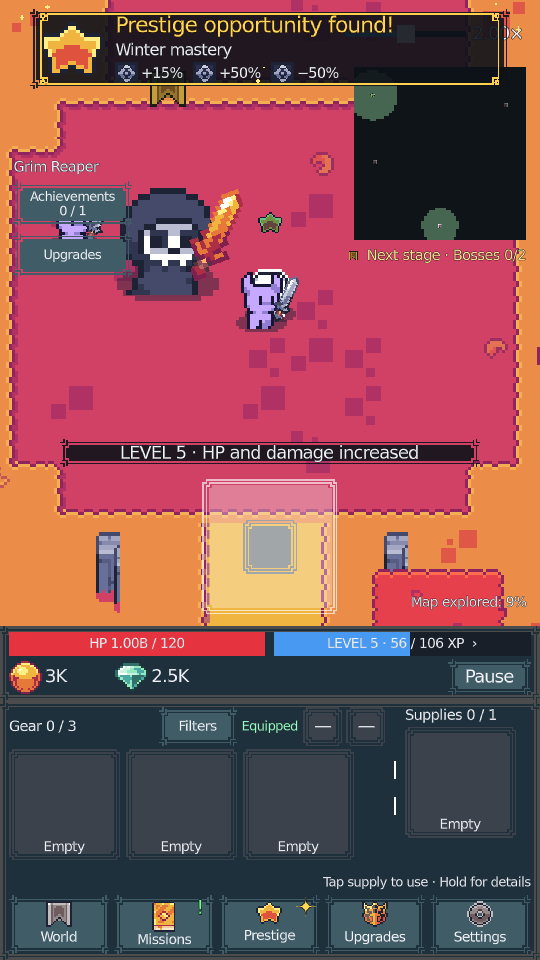 Prestige opportunity found!
Winter mastery
+15% +50% −50%
Grim Reaper
Achievements
0 / 1
Upgrades
Next stage · Bosses 0/2
LEVEL 5 · HP and damage increased
Map explored: 9%
HP 1.00B / 120
LEVEL 5 · 56 / 106 XP ›
3K
2.5K
Pause
Gear 0 / 3
Filters
Equipped
—
—
Supplies 0 / 1
Empty
Empty
Empty
Empty
Tap supply to use · Hold for details
World
Missions
Prestige
Upgrades
Settings